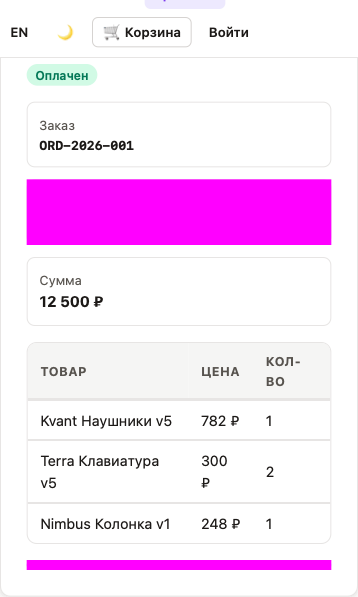 EN 🌙 🛒 Корзина Войти
Оплачен
Заказ
ORD-2026-001
Сумма
12 500 ₽
ТОВАР ЦЕНА КОЛ-
ВО
Kvant Наушники v5 782 ₽ 1
Terra Клавиатура 300
v5 ₽ 2
Nimbus Колонка v1 248 ₽ 1